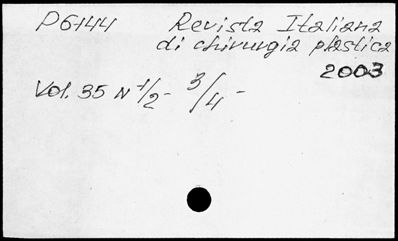 P6144 Revista Italiana
di chirurgia plastica
2003
Vol. 35 N 1/2 - 3/4 -